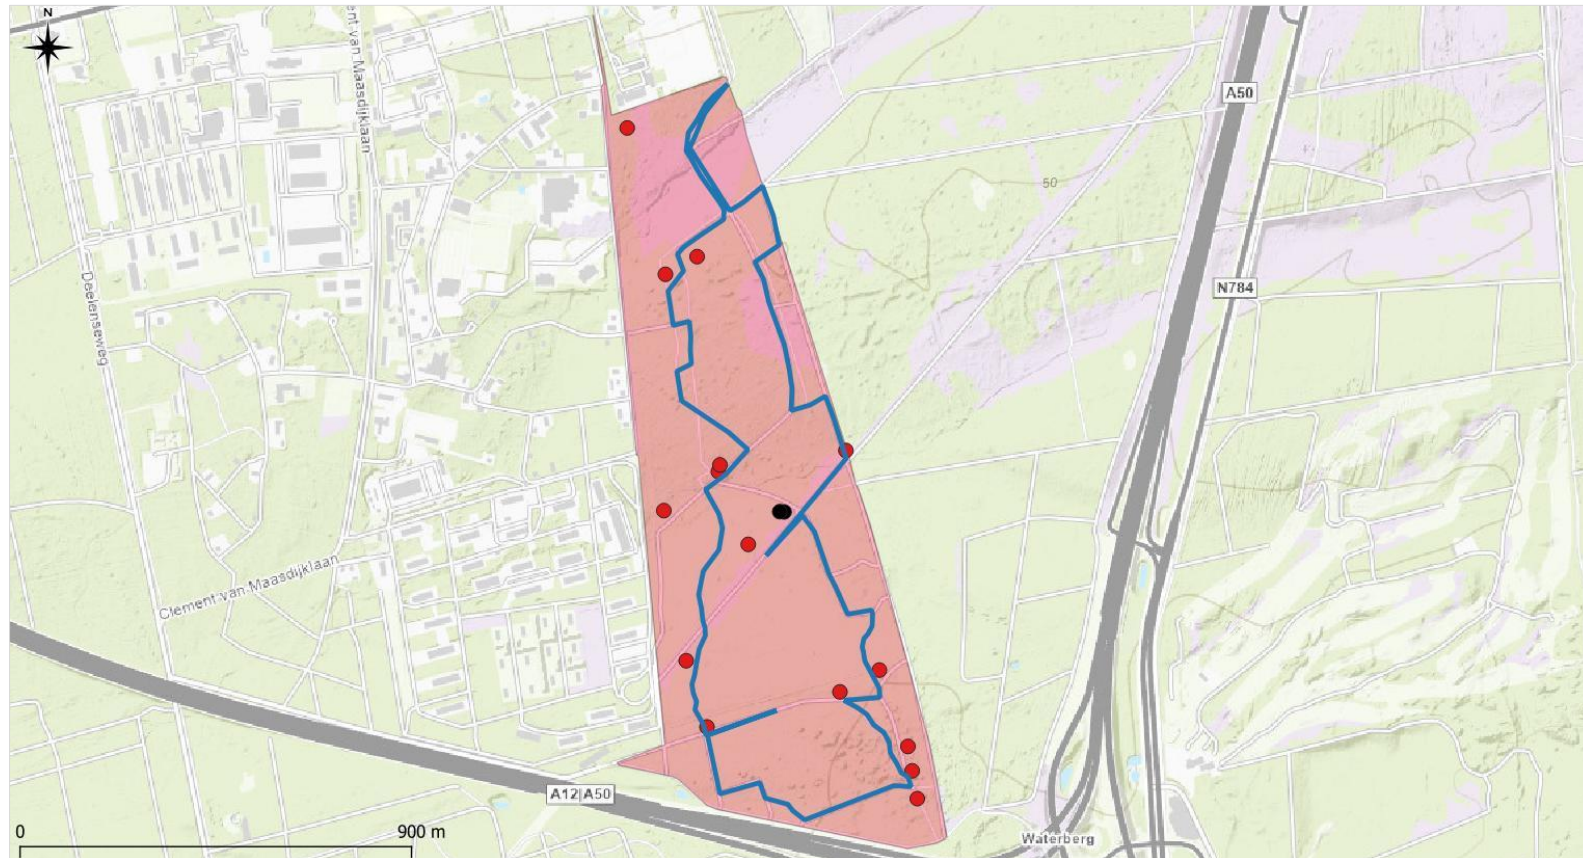 N
ent van Maasdijklaan
A50
50
Deelenseweg
N784
Clement van Maasdijklaan
A12|A50
0 900 m
Waterberg